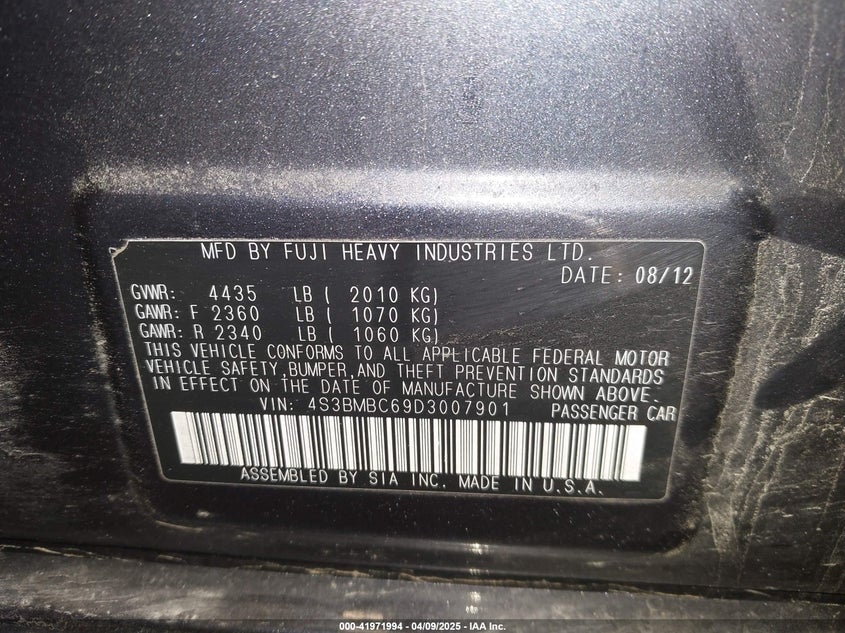 MFD BY FUJI HEAVY INDUSTRIES LTD.
DATE: 08/12
GVWR: 4435 LB ( 2010 KG)
GAWR: F 2360 LB ( 1070 KG)
GAWR: R 2340 LB ( 1060 KG)
THIS VEHICLE CONFORMS TO ALL APPLICABLE FEDERAL MOTOR
VEHICLE SAFETY,BUMPER,AND THEFT PREVENTION STANDARDS
IN EFFECT ON THE DATE OF MANUFACTURE SHOWN ABOVE.
VIN: 4S3BMBC69D3007901 PASSENGER CAR
ASSEMBLED BY SIA INC. MADE IN U.S.A.
000-41971994 - 04/09/2025 - IAA Inc.